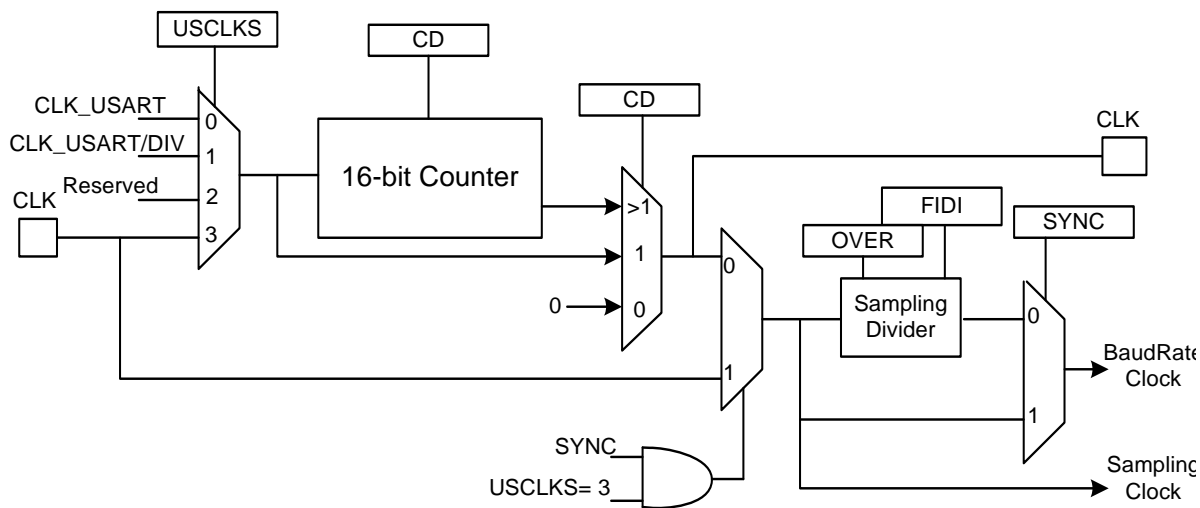 USCLKS
CD
CLK_USART
CLK_USART/DIV
Reserved
CLK
0
1
2
3
16-bit Counter
CD
>1
1
0
0
CLK
0
1
SYNC
USCLKS= 3
FIDI
OVER
Sampling
Divider
SYNC
0
1
BaudRate
Clock
Sampling
Clock